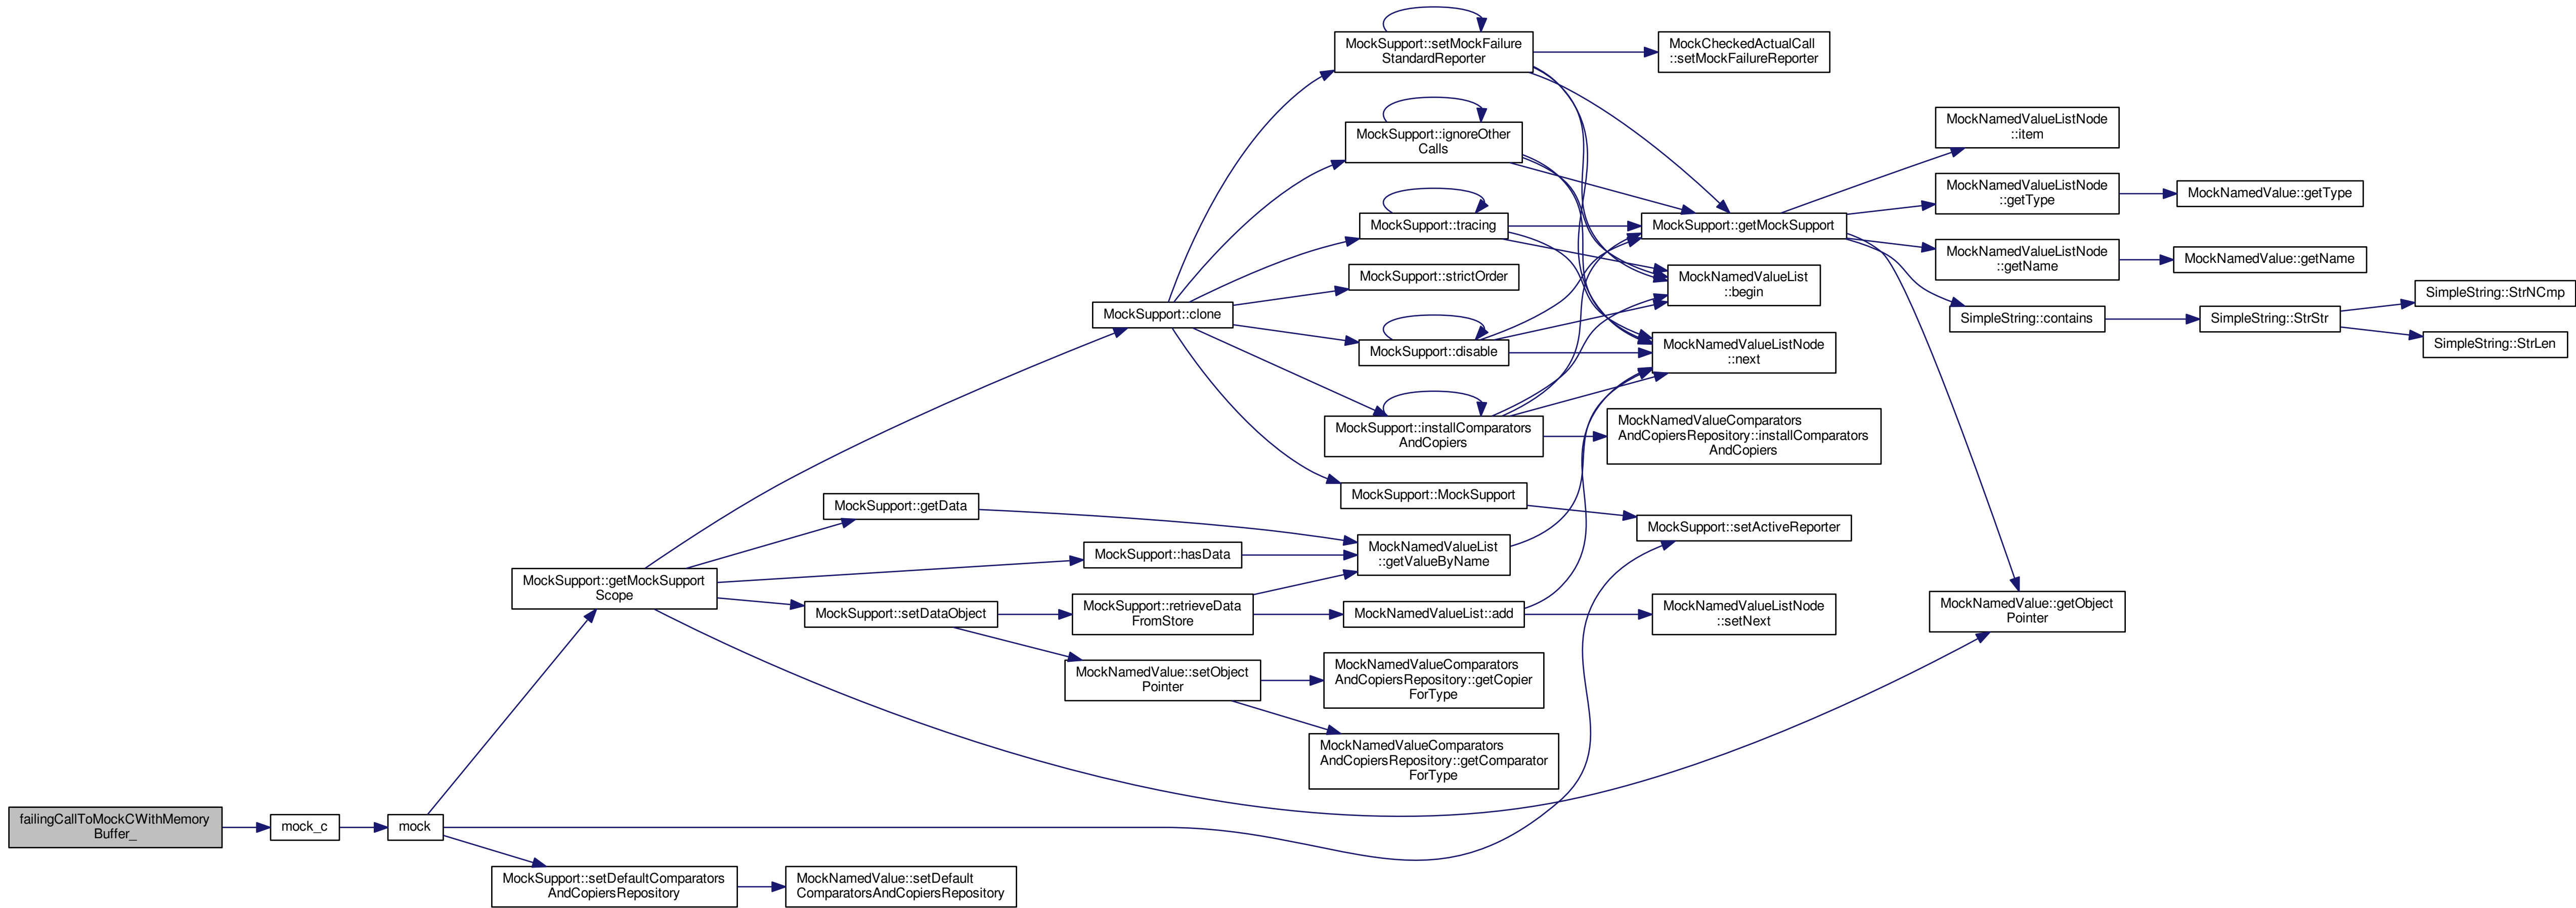 MockSupport::setMockFailure
StandardReporter
MockCheckedActualCall
::setMockFailureReporter
MockSupport::ignoreOther
Calls
MockNamedValueListNode
::item
MockNamedValueListNode
::getType
MockNamedValue::getType
MockSupport::tracing
MockSupport::getMockSupport
MockNamedValueListNode
::getName
MockNamedValue::getName
MockSupport::strictOrder
MockNamedValueList
::begin
MockSupport::clone
SimpleString::contains
SimpleString::StrStr
SimpleString::StrNCmp
SimpleString::StrLen
MockSupport::disable
MockNamedValueListNode
::next
MockSupport::installComparators
AndCopiers
MockNamedValueComparators
AndCopiersRepository::installComparators
AndCopiers
MockSupport::MockSupport
MockSupport::getData
MockSupport::setActiveReporter
MockSupport::hasData
MockNamedValueList
::getValueByName
MockSupport::getMockSupport
Scope
MockSupport::setDataObject
MockSupport::retrieveData
FromStore
MockNamedValueList::add
MockNamedValueListNode
::setNext
MockNamedValue::getObject
Pointer
MockNamedValue::setObject
Pointer
MockNamedValueComparators
AndCopiersRepository::getCopier
ForType
MockNamedValueComparators
AndCopiersRepository::getComparator
ForType
failingCallToMockCWithMemory
Buffer_
mock_c
mock
MockSupport::setDefaultComparators
AndCopiersRepository
MockNamedValue::setDefault
ComparatorsAndCopiersRepository